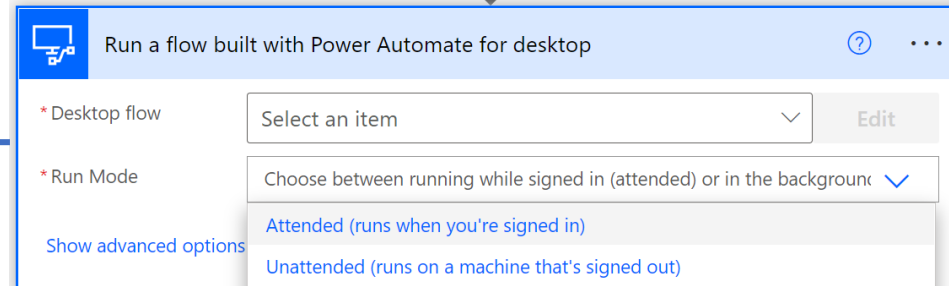 Run a flow built with Power Automate for desktop
* Desktop flow
Select an item
Edit
* Run Mode
Choose between running while signed in (attended) or in the background
Attended (runs when you're signed in)
Show advanced options
Unattended (runs on a machine that's signed out)